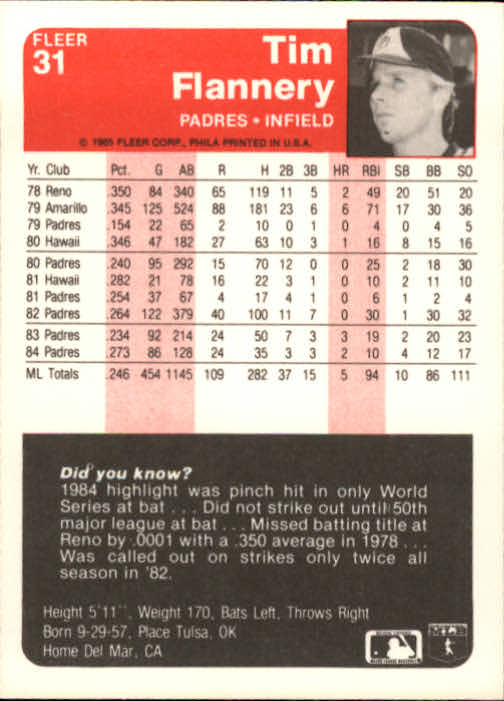 FLEER
31
Tim
Flannery
PADRES • INFIELD
© 1985 FLEER CORP., PHILA PRINTED IN U.S.A.
Yr. Club Pct. G AB R H 2B 3B HR RBI SB BB SO
78 Reno .350 84 340 65 119 11 5 2 49 20 51 20
79 Amarillo .345 125 524 88 181 23 6 6 71 17 30 36
79 Padres .154 22 65 2 10 0 1 0 4 0 4 5
80 Hawaii .346 47 182 27 63 10 3 1 16 8 15 16
80 Padres .240 95 292 15 70 12 0 0 25 2 18 30
81 Hawaii .282 21 78 16 22 3 1 0 10 2 11 10
81 Padres .254 37 67 4 17 4 1 0 6 1 2 4
82 Padres .264 122 379 40 100 11 7 0 30 1 30 32
83 Padres .234 92 214 24 50 7 3 3 19 2 20 23
84 Padres .273 86 128 24 35 3 3 2 10 4 12 17
ML Totals .246 454 1145 109 282 37 15 5 94 10 86 111
Did you know?
1984 highlight was pinch hit in only World
Series at bat . . . Did not strike out until 50th
major league at bat . . . Missed batting title at
Reno by .0001 with a .350 average in 1978 . . .
Was called out on strikes only twice all
season in '82.
Height 5'11", Weight 170, Bats Left, Throws Right
Born 9-29-57, Place Tulsa, OK
Home Del Mar, CA